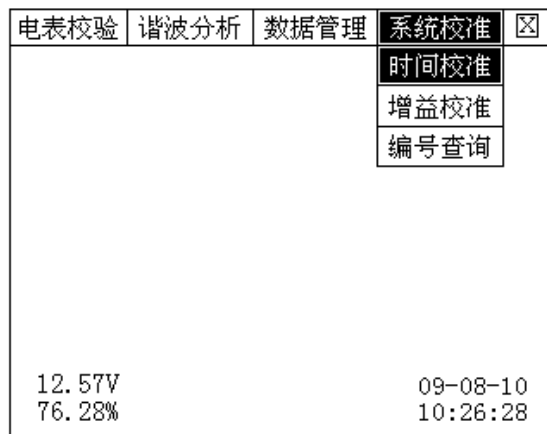 电表校验 谐波分析 数据管理 系统校准
时间校准
增益校准
编号查询
12.57V 09-08-10
76.28% 10:26:28